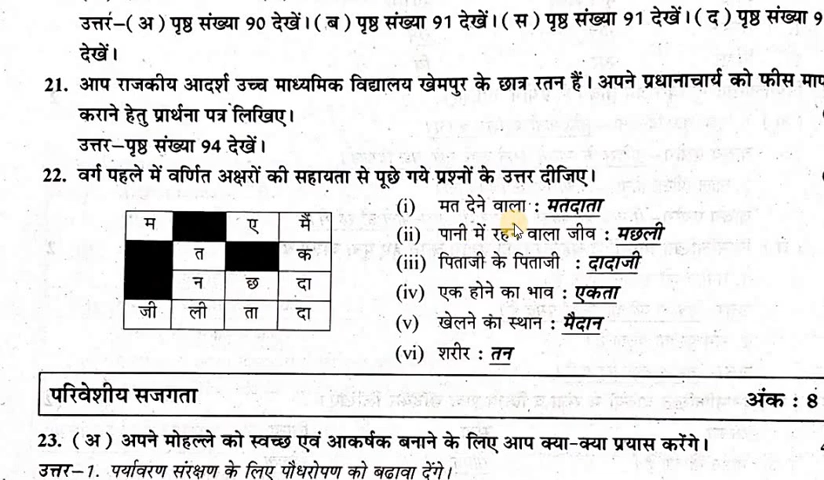 उत्तर–( अ ) पृष्ठ संख्या 90 देखें। ( ब ) पृष्ठ संख्या 91 देखें। ( स ) पृष्ठ संख्या 91 देखें। ( द ) पृष्ठ संख्या 9
देखें।
21. आप राजकीय आदर्श उच्च माध्यमिक विद्यालय खेमपुर के छात्र रतन हैं। अपने प्रधानाचार्य को फीस माफ
कराने हेतु प्रार्थना पत्र लिखिए।
उत्तर–पृष्ठ संख्या 94 देखें।
22. वर्ग पहले में वर्णित अक्षरों की सहायता से पूछे गये प्रश्नों के उत्तर दीजिए।
म ए मैं
त क
न छ दा
जी ली ता दा
(i) मत देने वाला : मतदाता
(ii) पानी में रहने वाला जीव : मछली
(iii) पिताजी के पिताजी : दादाजी
(iv) एक होने का भाव : एकता
(v) खेलने का स्थान : मैदान
(vi) शरीर : तन
परिवेशीय सजगता अंक : 8
23. ( अ ) अपने मोहल्ले को स्वच्छ एवं आकर्षक बनाने के लिए आप क्या-क्या प्रयास करेंगे।
उत्तर–1. पर्यावरण संरक्षण के लिए पौधरोपण को बढावा देंगे।